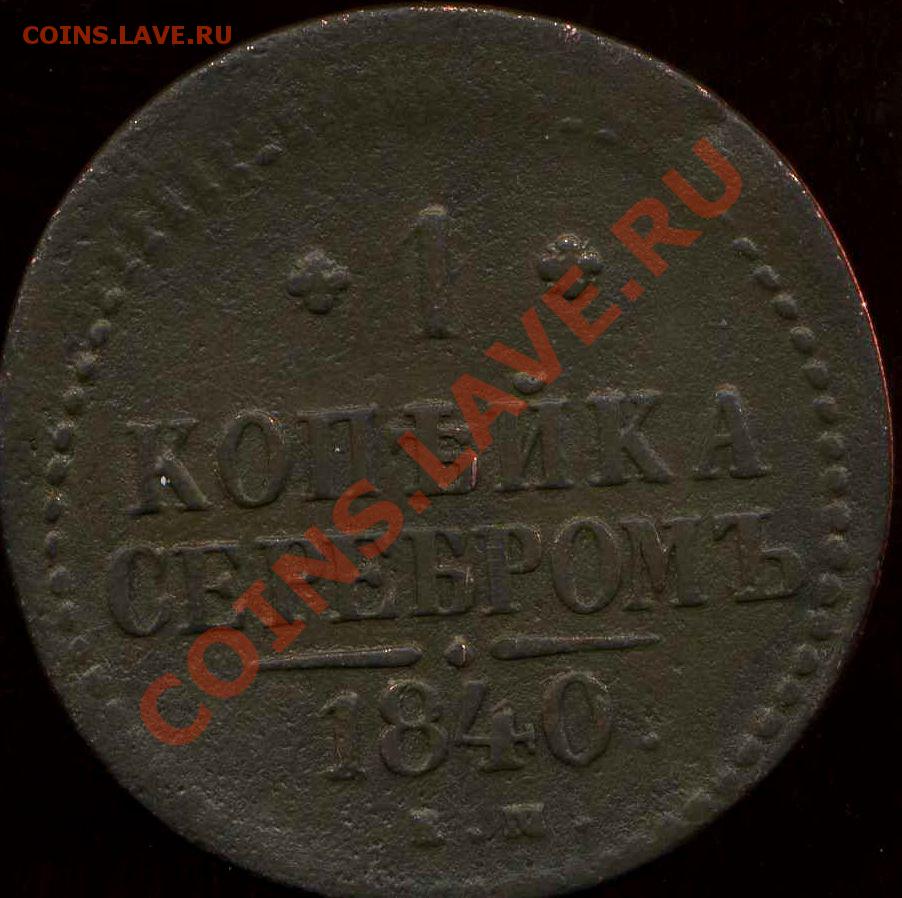 COINS.LAVE.RU
1
КОПѢЙКА
СЕРЕБРОМЪ
1840.
COINS.LAVE.RU